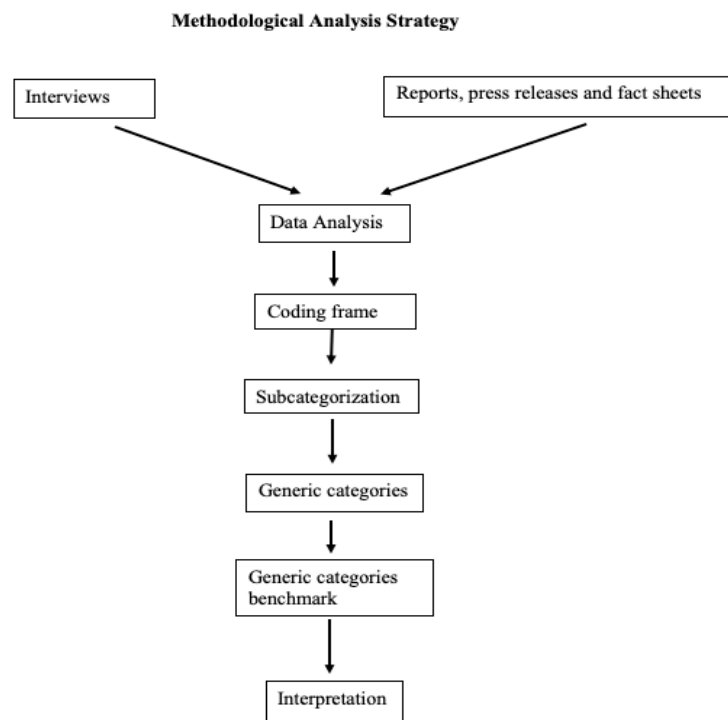 Methodological Analysis Strategy
Interviews
Reports, press releases and fact sheets
Data Analysis
Coding frame
Subcategorization
Generic categories
Generic categories
benchmark
Interpretation